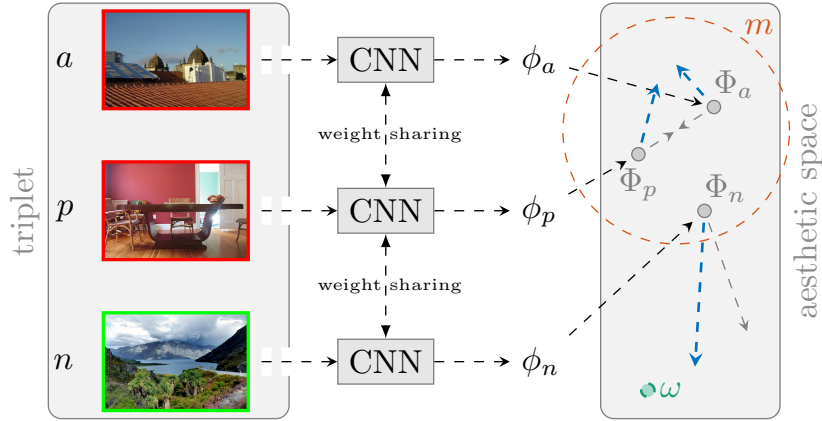 triplet
a
CNN
ϕa
weight sharing
p
CNN
ϕp
weight sharing
n
CNN
ϕn
m
Φa
Φp
Φn
ω
aesthetic space